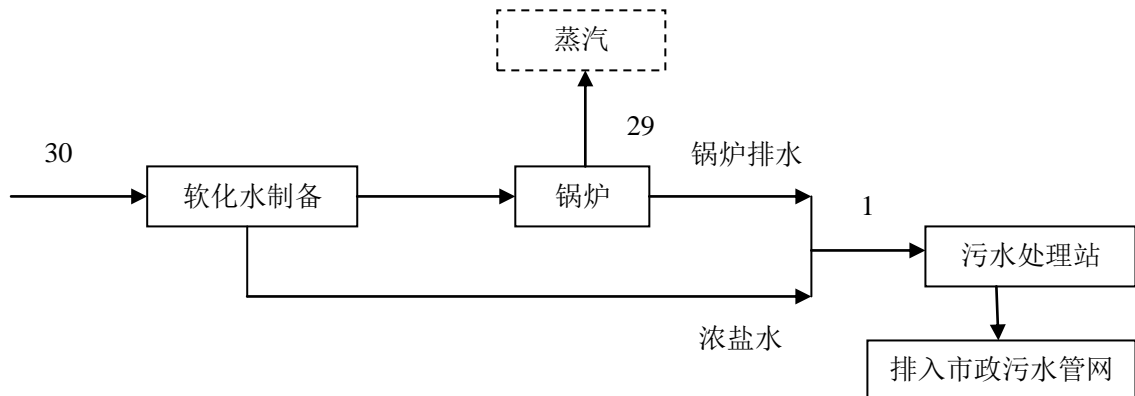 蒸汽
30
29
锅炉排水
软化水制备
锅炉
1
污水处理站
浓盐水
排入市政污水管网